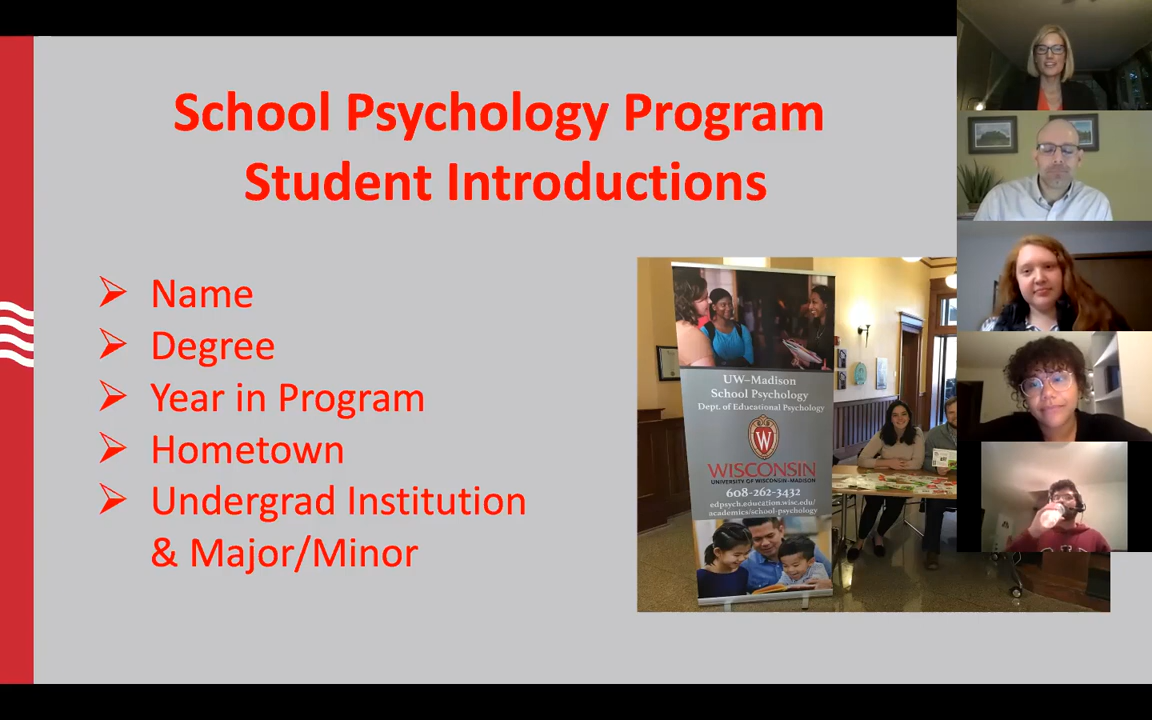 School Psychology Program
Student Introductions
Name
Degree
Year in Program
Hometown
Undergrad Institution
& Major/Minor
UW–Madison
School Psychology
Dept. of Educational Psychology
W
WISCONSIN
UNIVERSITY OF WISCONSIN–MADISON
608-262-3432
edpsych.education.wisc.edu/
academics/school-psychology